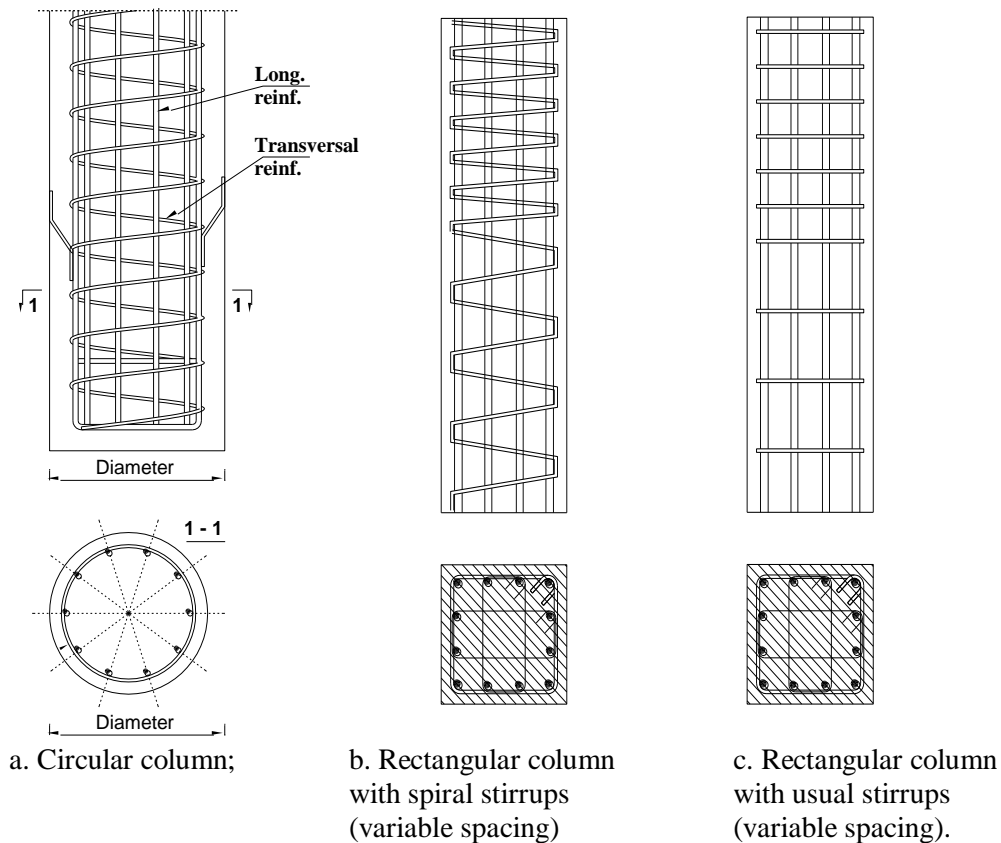 Long.
reinf.
Transversal
reinf.
1 1
Diameter
1 - 1
Diameter
a. Circular column;
b. Rectangular column
with spiral stirrups
(variable spacing)
c. Rectangular column
with usual stirrups
(variable spacing).